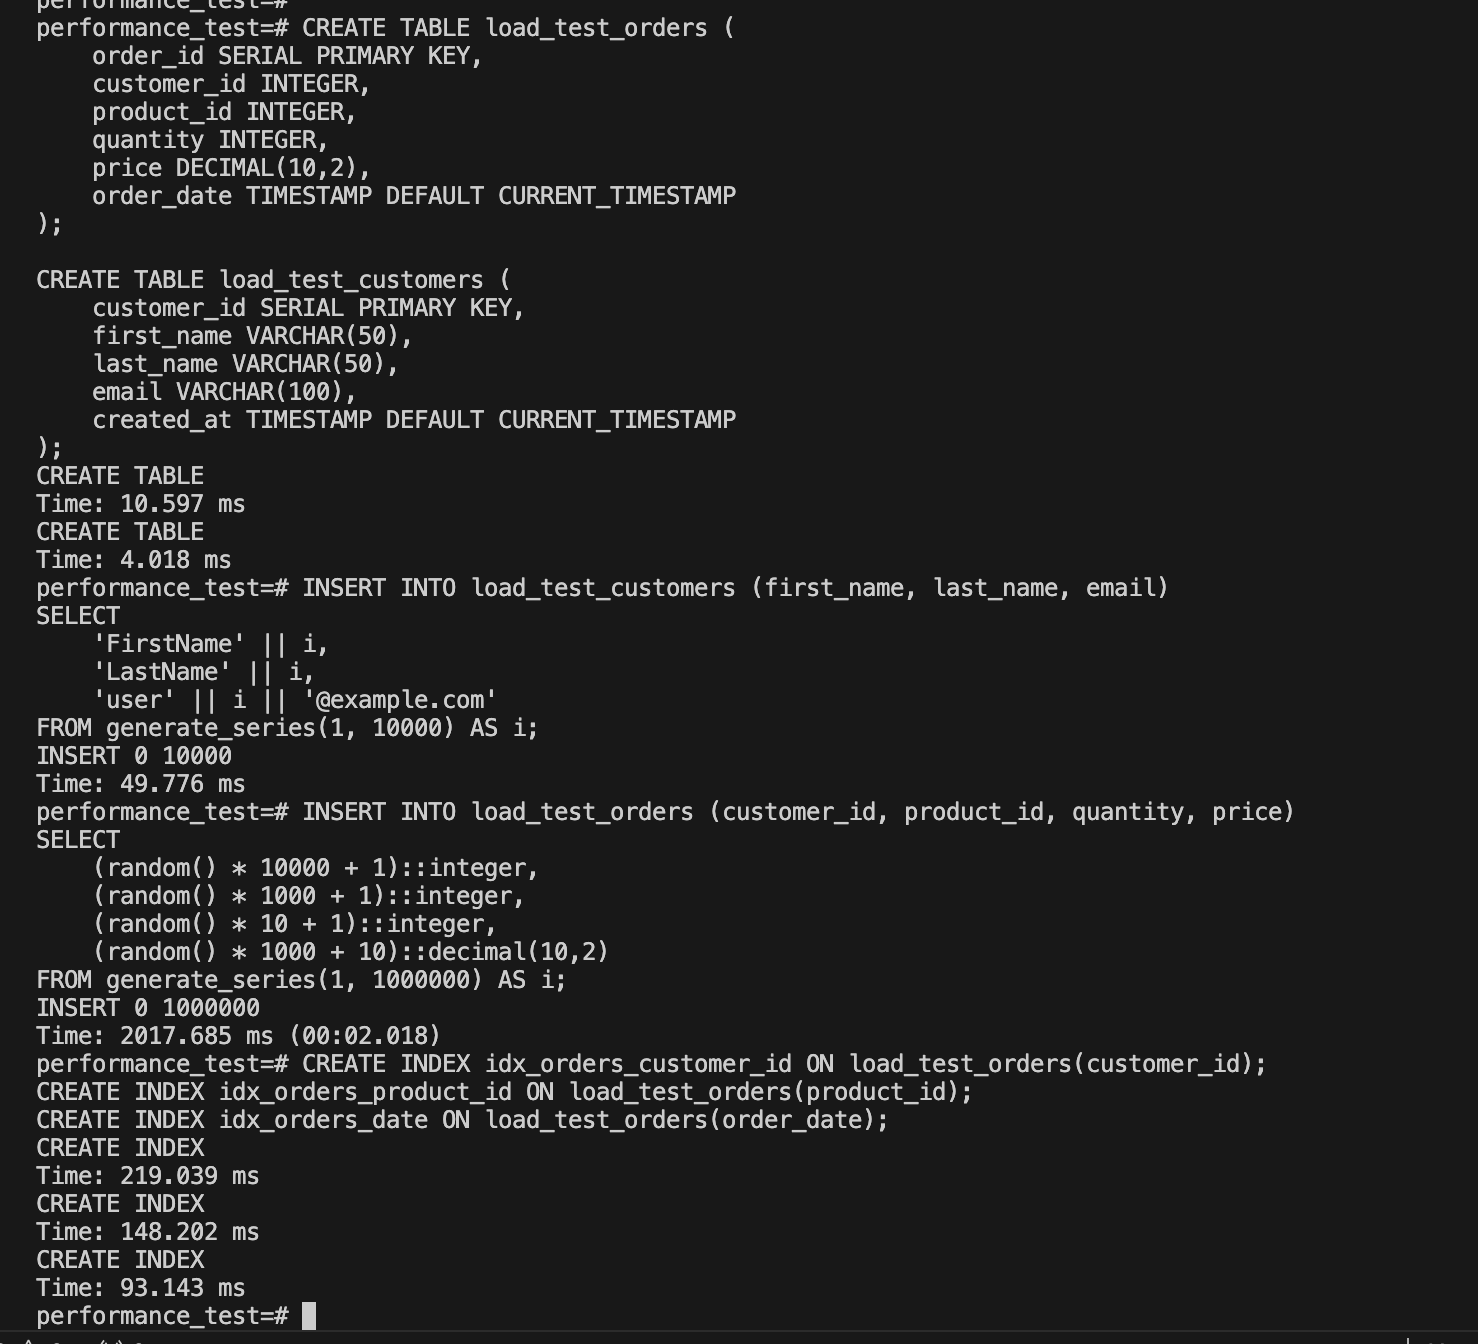 performance_test=#
performance_test=# CREATE TABLE load_test_orders (
    order_id SERIAL PRIMARY KEY,
    customer_id INTEGER,
    product_id INTEGER,
    quantity INTEGER,
    price DECIMAL(10,2),
    order_date TIMESTAMP DEFAULT CURRENT_TIMESTAMP
);

CREATE TABLE load_test_customers (
    customer_id SERIAL PRIMARY KEY,
    first_name VARCHAR(50),
    last_name VARCHAR(50),
    email VARCHAR(100),
    created_at TIMESTAMP DEFAULT CURRENT_TIMESTAMP
);
CREATE TABLE
Time: 10.597 ms
CREATE TABLE
Time: 4.018 ms
performance_test=# INSERT INTO load_test_customers (first_name, last_name, email)
SELECT
    'FirstName' || i,
    'LastName' || i,
    'user' || i || '@example.com'
FROM generate_series(1, 10000) AS i;
INSERT 0 10000
Time: 49.776 ms
performance_test=# INSERT INTO load_test_orders (customer_id, product_id, quantity, price)
SELECT
    (random() * 10000 + 1)::integer,
    (random() * 1000 + 1)::integer,
    (random() * 10 + 1)::integer,
    (random() * 1000 + 10)::decimal(10,2)
FROM generate_series(1, 1000000) AS i;
INSERT 0 1000000
Time: 2017.685 ms (00:02.018)
performance_test=# CREATE INDEX idx_orders_customer_id ON load_test_orders(customer_id);
CREATE INDEX idx_orders_product_id ON load_test_orders(product_id);
CREATE INDEX idx_orders_date ON load_test_orders(order_date);
CREATE INDEX
Time: 219.039 ms
CREATE INDEX
Time: 148.202 ms
CREATE INDEX
Time: 93.143 ms
performance_test=#